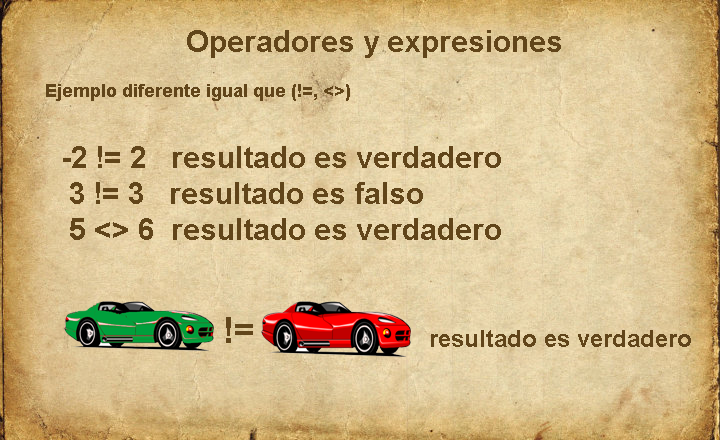 Operadores y expresiones
Ejemplo diferente igual que (!=, <>)
-2 != 2 resultado es verdadero
3 != 3 resultado es falso
5 <> 6 resultado es verdadero
!= resultado es verdadero